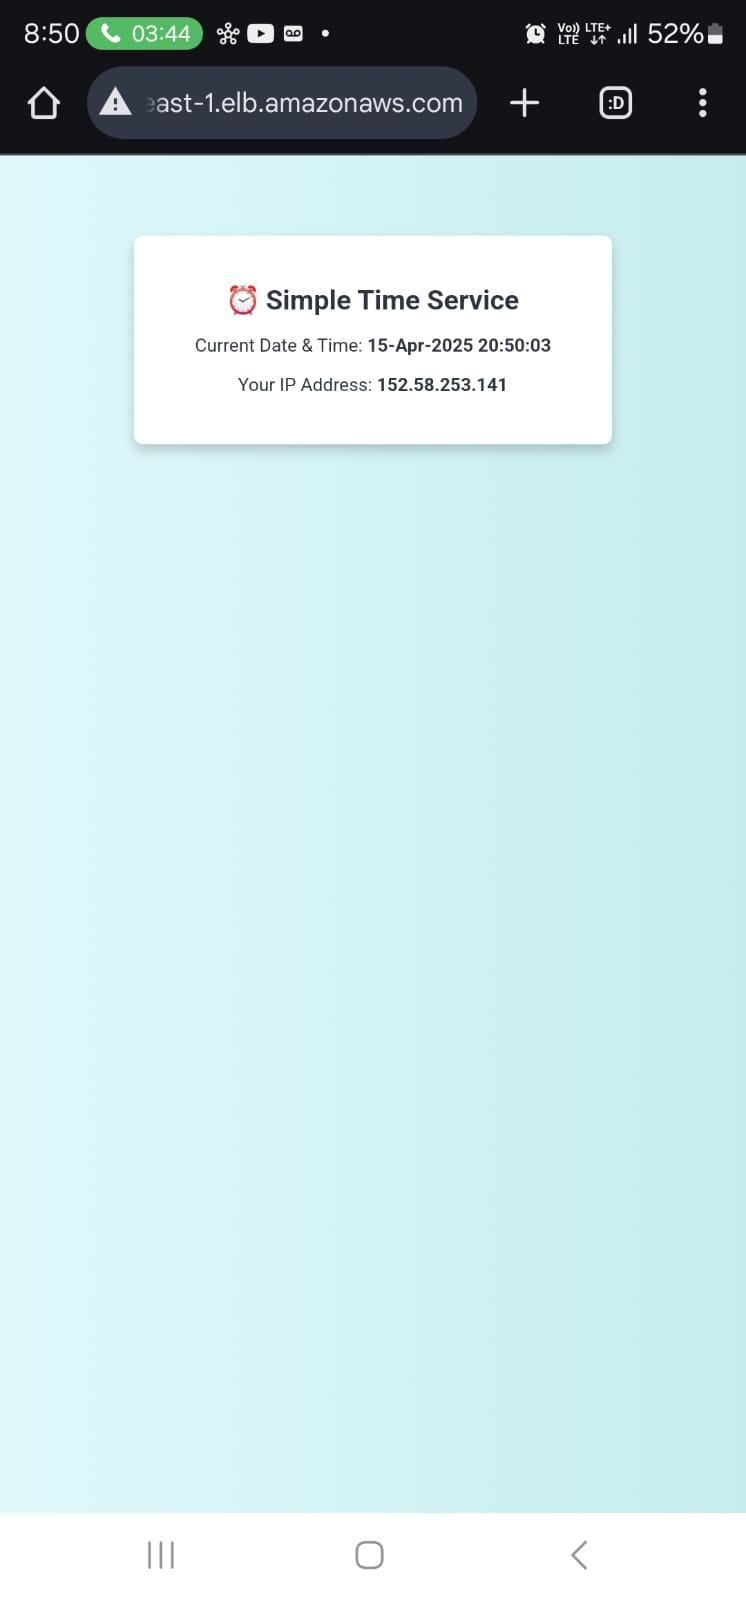 8:50 03:44 Vo)) LTE LTE+ 52%
east-1.elb.amazonaws.com :D
Simple Time Service
Current Date & Time: 15-Apr-2025 20:50:03
Your IP Address: 152.58.253.141